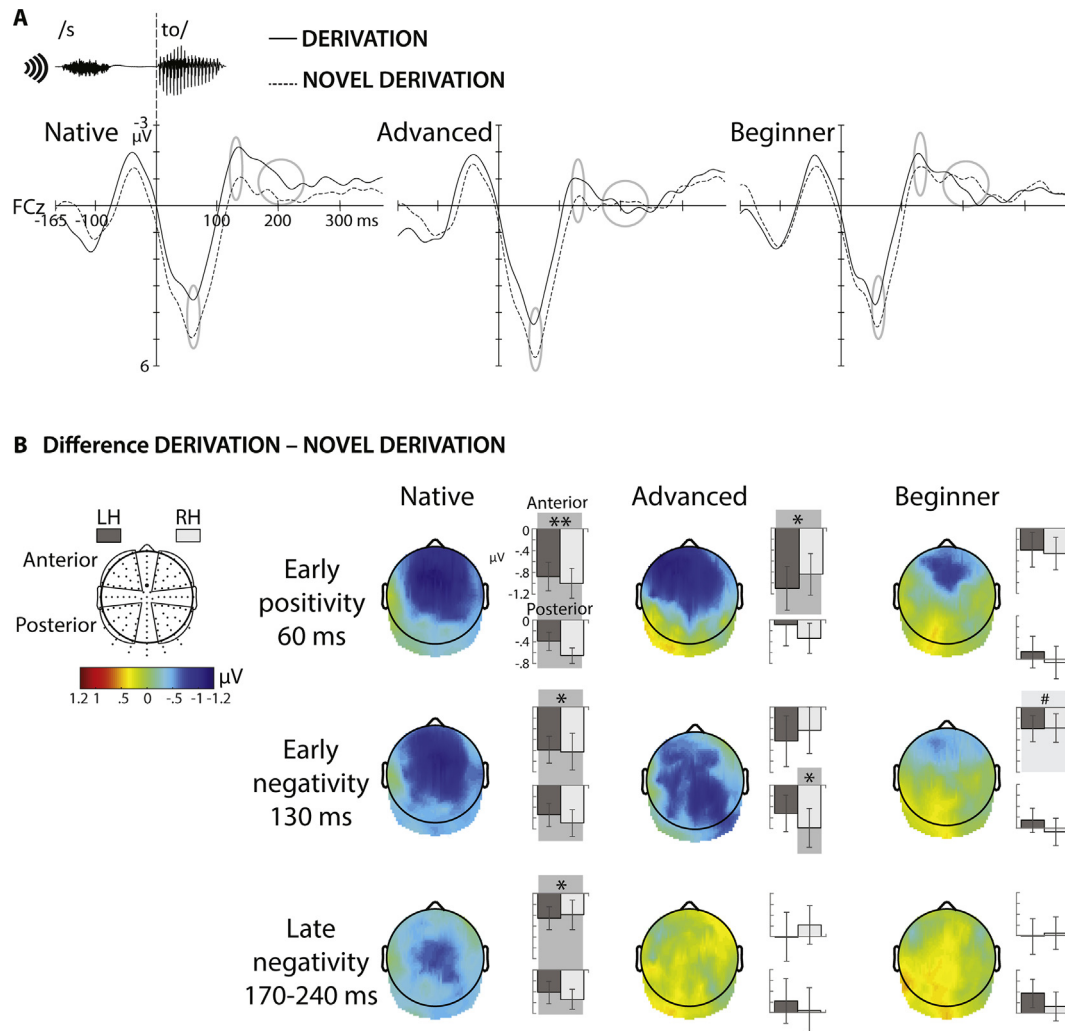 A
/s to/
DERIVATION
NOVEL DERIVATION
Native Advanced Beginner
-3
µV
FCz
-165 -100 100 200 300 ms
6
B Difference DERIVATION – NOVEL DERIVATION
Native Advanced Beginner
LH RH
Anterior
Posterior
µV
1.2 1 .5 0 -.5 -1 -1.2
Early
positivity
60 ms
Anterior
**
*
0
µV
-.4
-.8
-1.2
Posterior
0
-.4
-.8
Early
negativity
130 ms
*
*
#
Late
negativity
170-240 ms
*